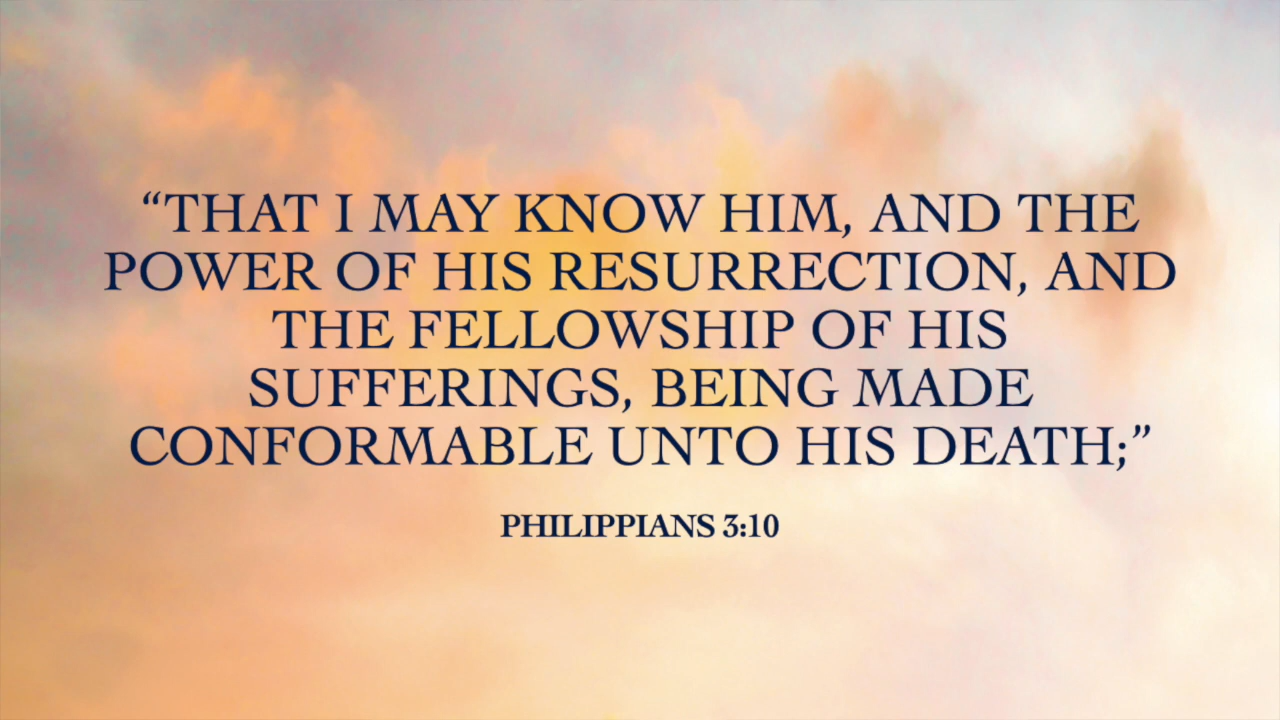 “THAT I MAY KNOW HIM, AND THE
POWER OF HIS RESURRECTION, AND
THE FELLOWSHIP OF HIS
SUFFERINGS, BEING MADE
CONFORMABLE UNTO HIS DEATH;”
PHILIPPIANS 3:10